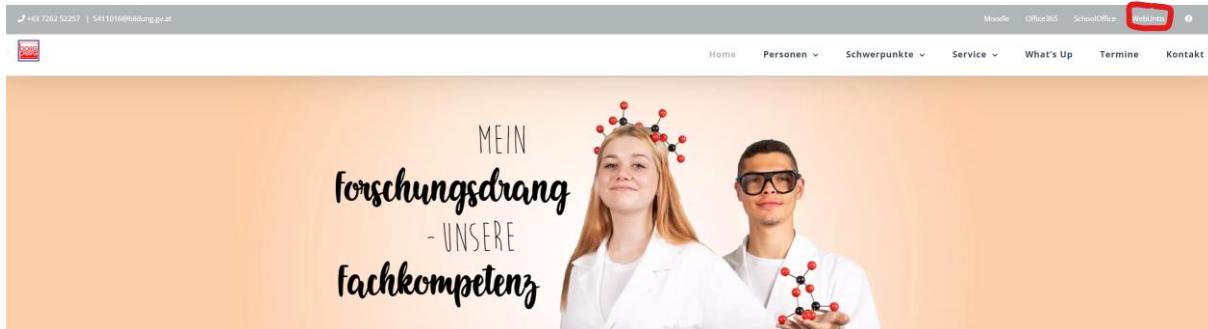 +43 7262 52257 | S411016@bildung.gv.at
Moodle Office365 SchoolOffice WebUntis
Home Personen Schwerpunkte Service What's Up Termine Kontakt
MEIN
Forschungsdrang
- UNSERE
Fachkompetenz